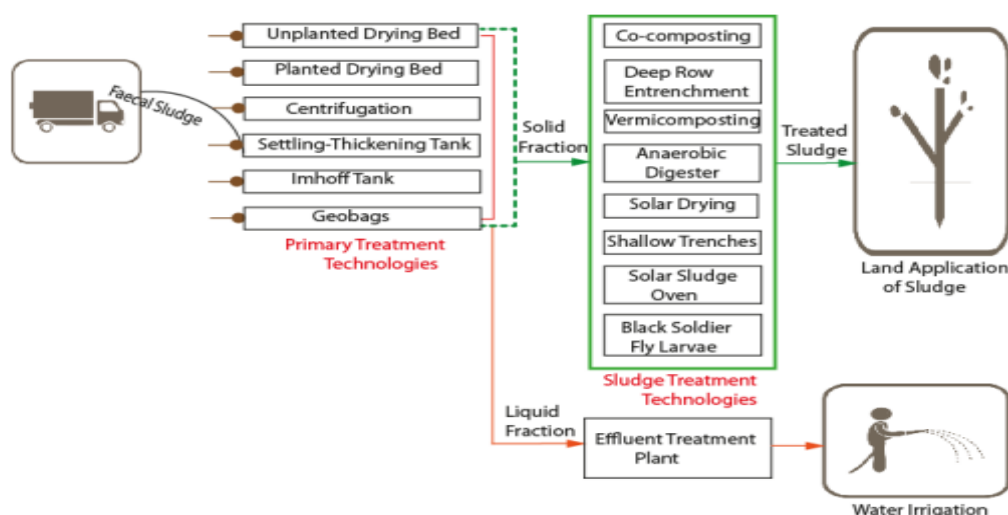 Faecal Sludge
Unplanted Drying Bed
Planted Drying Bed
Centrifugation
Settling-Thickening Tank
Imhoff Tank
Geobags
Primary Treatment
Technologies
Solid
Fraction
Co-composting
Deep Row
Entrenchment
Vermicomposting
Anaerobic
Digester
Solar Drying
Shallow Trenches
Solar Sludge
Oven
Black Soldier
Fly Larvae
Sludge Treatment
Technologies
Treated
Sludge
Land Application
of Sludge
Liquid
Fraction
Effluent Treatment
Plant
Water Irrigation